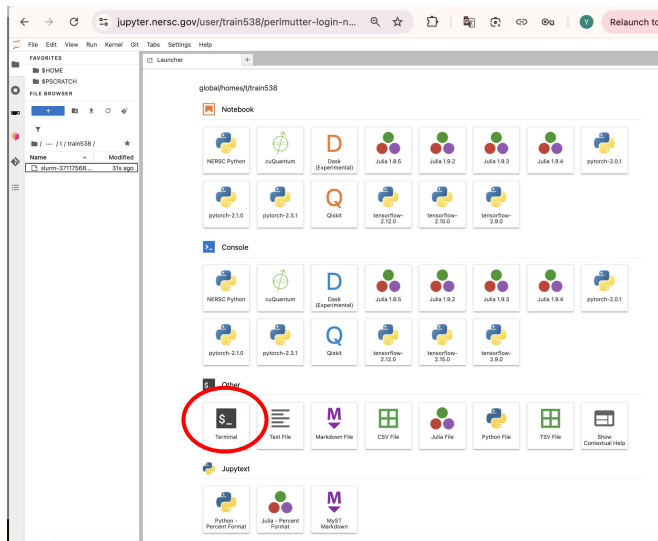 jupyter.nersc.gov/user/train538/perlmutter-login-n...
Relaunch to
File Edit View Run Kernel Git Tabs Settings Help
FAVORITES
$HOME
$PSCRATCH
FILE BROWSER
/ ··· / t / train538 /
Name Modified
slurm-37117568.... 31s ago
Launcher
global/homes/t/train538
Notebook
NERSC Python
cuQuantum
Dask
(Experimental)
Julia 1.8.5
Julia 1.9.2
Julia 1.9.3
Julia 1.9.4
pytorch-2.0.1
pytorch-2.1.0
pytorch-2.3.1
Qiskit
tensorflow-
2.12.0
tensorflow-
2.15.0
tensorflow-
2.9.0
Console
NERSC Python
cuQuantum
Dask
(Experimental)
Julia 1.8.5
Julia 1.9.2
Julia 1.9.3
Julia 1.9.4
pytorch-2.0.1
pytorch-2.1.0
pytorch-2.3.1
Qiskit
tensorflow-
2.12.0
tensorflow-
2.15.0
tensorflow-
2.9.0
$_ Other
$_
Terminal
Text File
Markdown File
CSV File
Julia File
Python File
TSV File
Show
Contextual Help
Jupytext
Python -
Percent Format
Julia - Percent
Format
MyST
Markdown